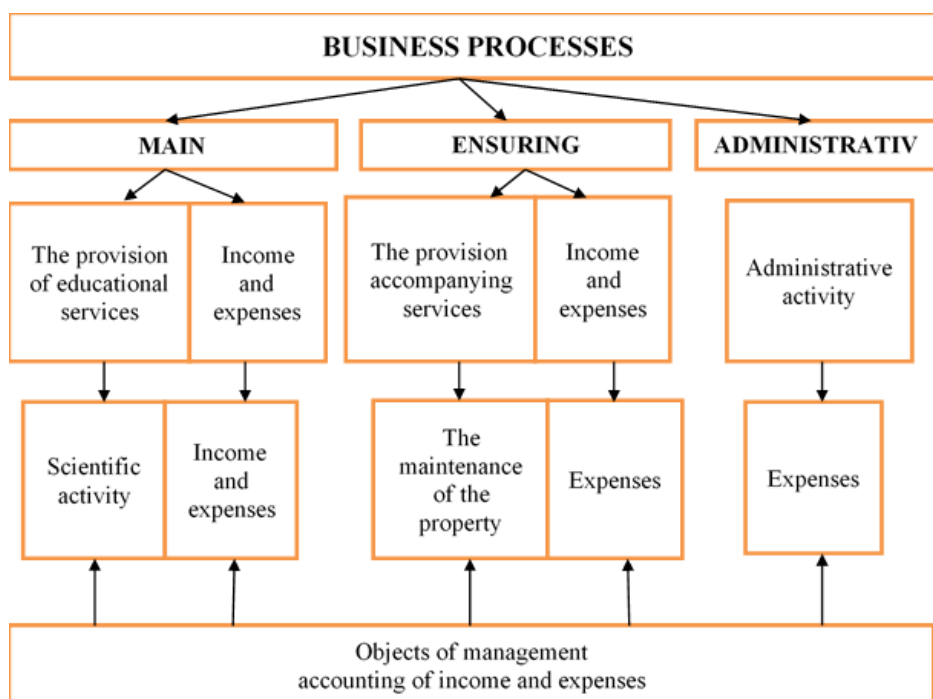 BUSINESS PROCESSES
MAIN
ENSURING
ADMINISTRATIV
The provision
of educational
services
Income
and
expenses
The provision
accompanying
services
Income
and
expenses
Administrative
activity
Scientific
activity
Income
and
expenses
The
maintenance
of the
property
Expenses
Expenses
Objects of management
accounting of income and expenses